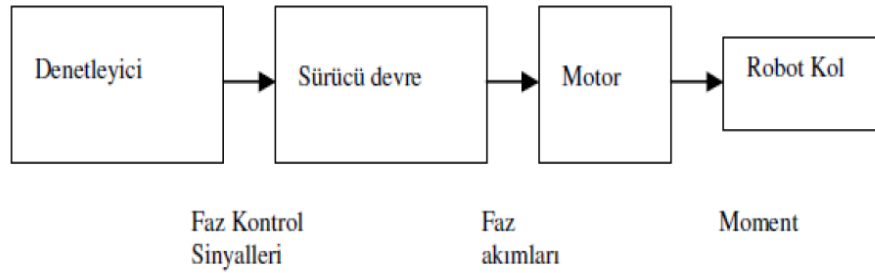 Denetleyici
Sürücü devre
Motor
Robot Kol
Faz Kontrol
Sinyalleri
Faz
akımları
Moment